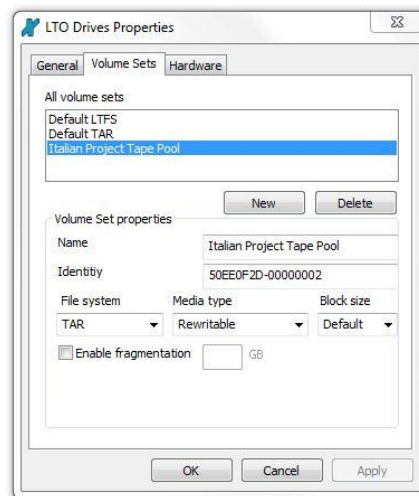 LTO Drives Properties
General Volume Sets Hardware
All volume sets
Default LTFS
Default TAR
Italian Project Tape Pool
New Delete
Volume Set properties
Name Italian Project Tape Pool
Identitiy 50EE0F2D-00000002
File system Media type Block size
TAR Rewritable Default
Enable fragmentation GB
OK Cancel Apply